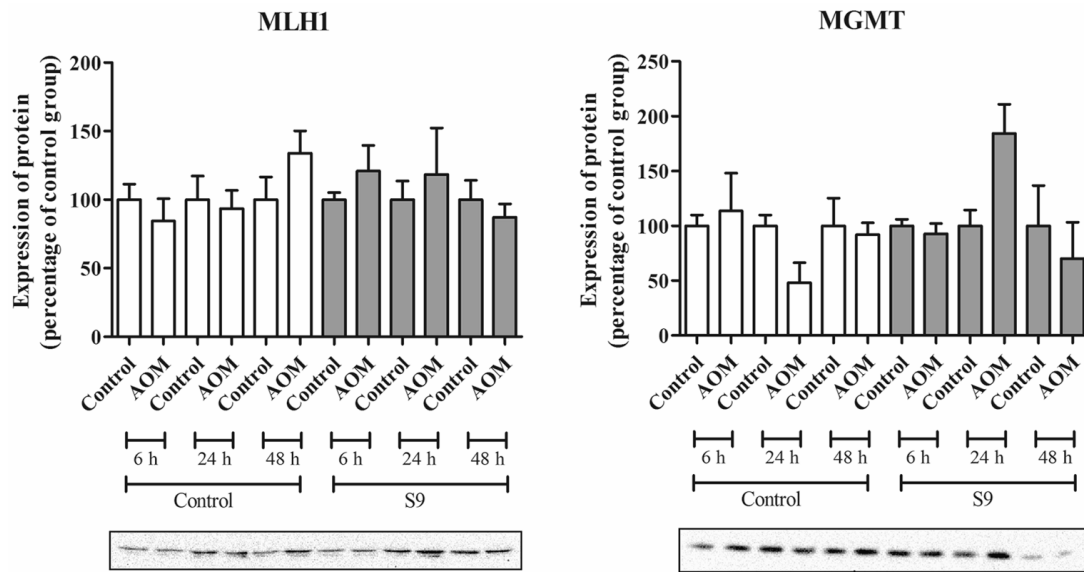 MLH1
Expression of protein
(percentage of control group)
200
150
100
50
0
Control
AOM
Control
AOM
Control
AOM
Control
AOM
Control
AOM
Control
AOM
6 h
24 h
48 h
6 h
24 h
48 h
Control
S9
MGMT
Expression of protein
(percentage of control group)
250
200
150
100
50
0
Control
AOM
Control
AOM
Control
AOM
Control
AOM
Control
AOM
Control
AOM
6 h
24 h
48 h
6 h
24 h
48 h
Control
S9